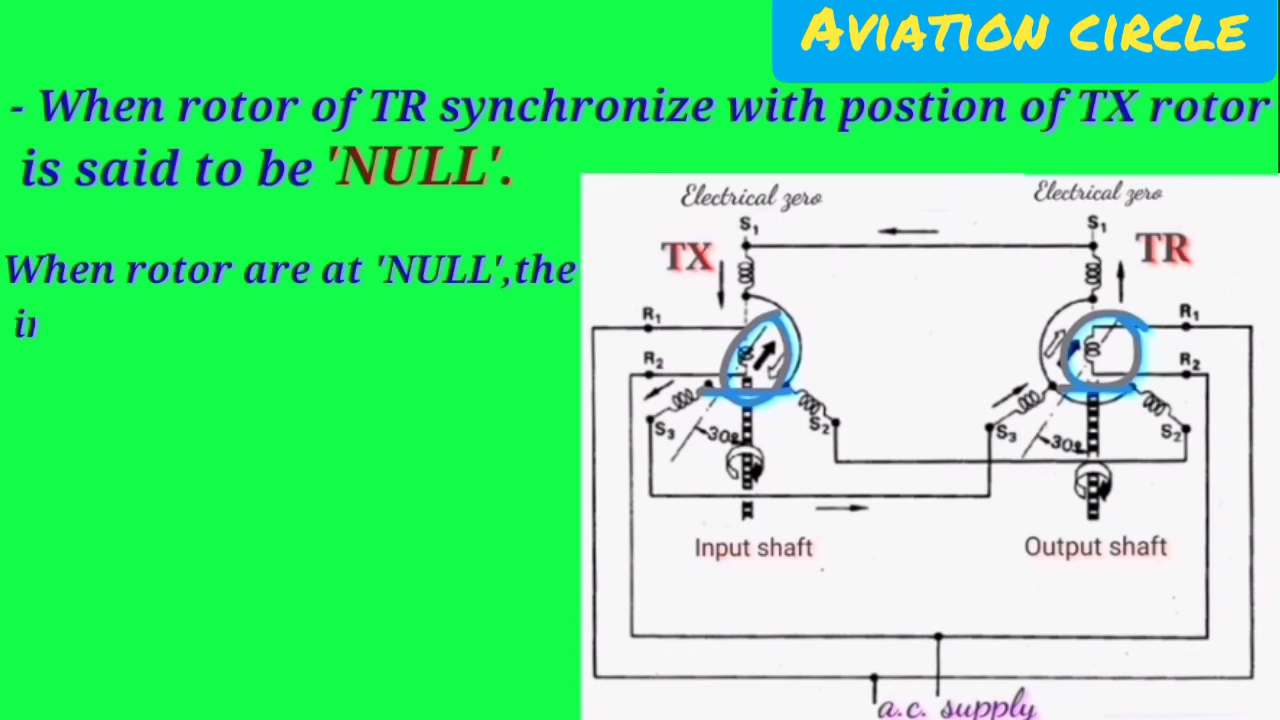 AVIATION CIRCLE
- When rotor of TR synchronize with postion of TX rotor
is said to be 'NULL'.
When rotor are at 'NULL',the
Electrical zero
Electrical zero
S1
S1
TX
TR
R1
R1
R2
R2
S3
30°
S2
S3
30°
S2
Input shaft
Output shaft
a.c. supply